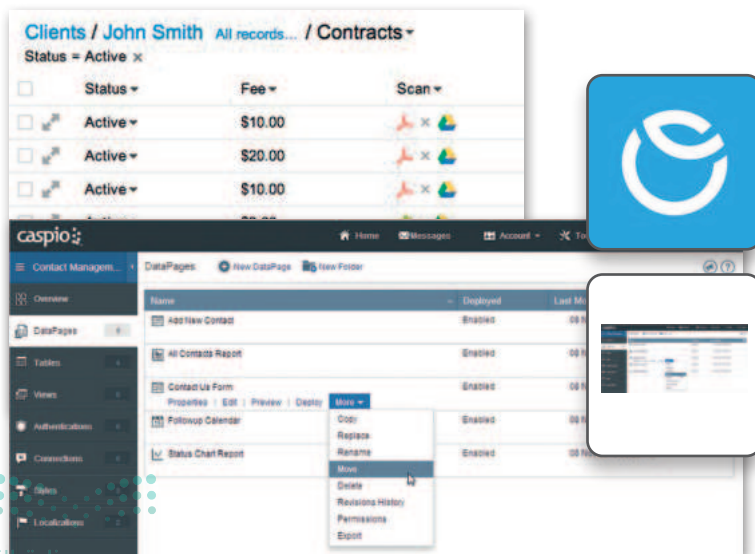 Clients / John Smith All records... / Contracts
Status = Active ×
Status Fee Scan
Active $10.00 ×
Active $20.00 ×
Active $10.00 ×
caspio
Home Messages Account
Contact Managem... DataPages New DataPage New Folder
Overview
Name Deployed
Add New Contact Enabled
DataPages
All Contacts Report Enabled
Tables
Contact Us Form Enabled
Views
Properties | Edit | Preview | Deploy More
Followup Calendar Enabled
Copy
Authentications
Replace
Status Chart Report Enabled
Rename
Connections
Move
Styles
Delete
Revisions History
Localizations
Permissions
Export